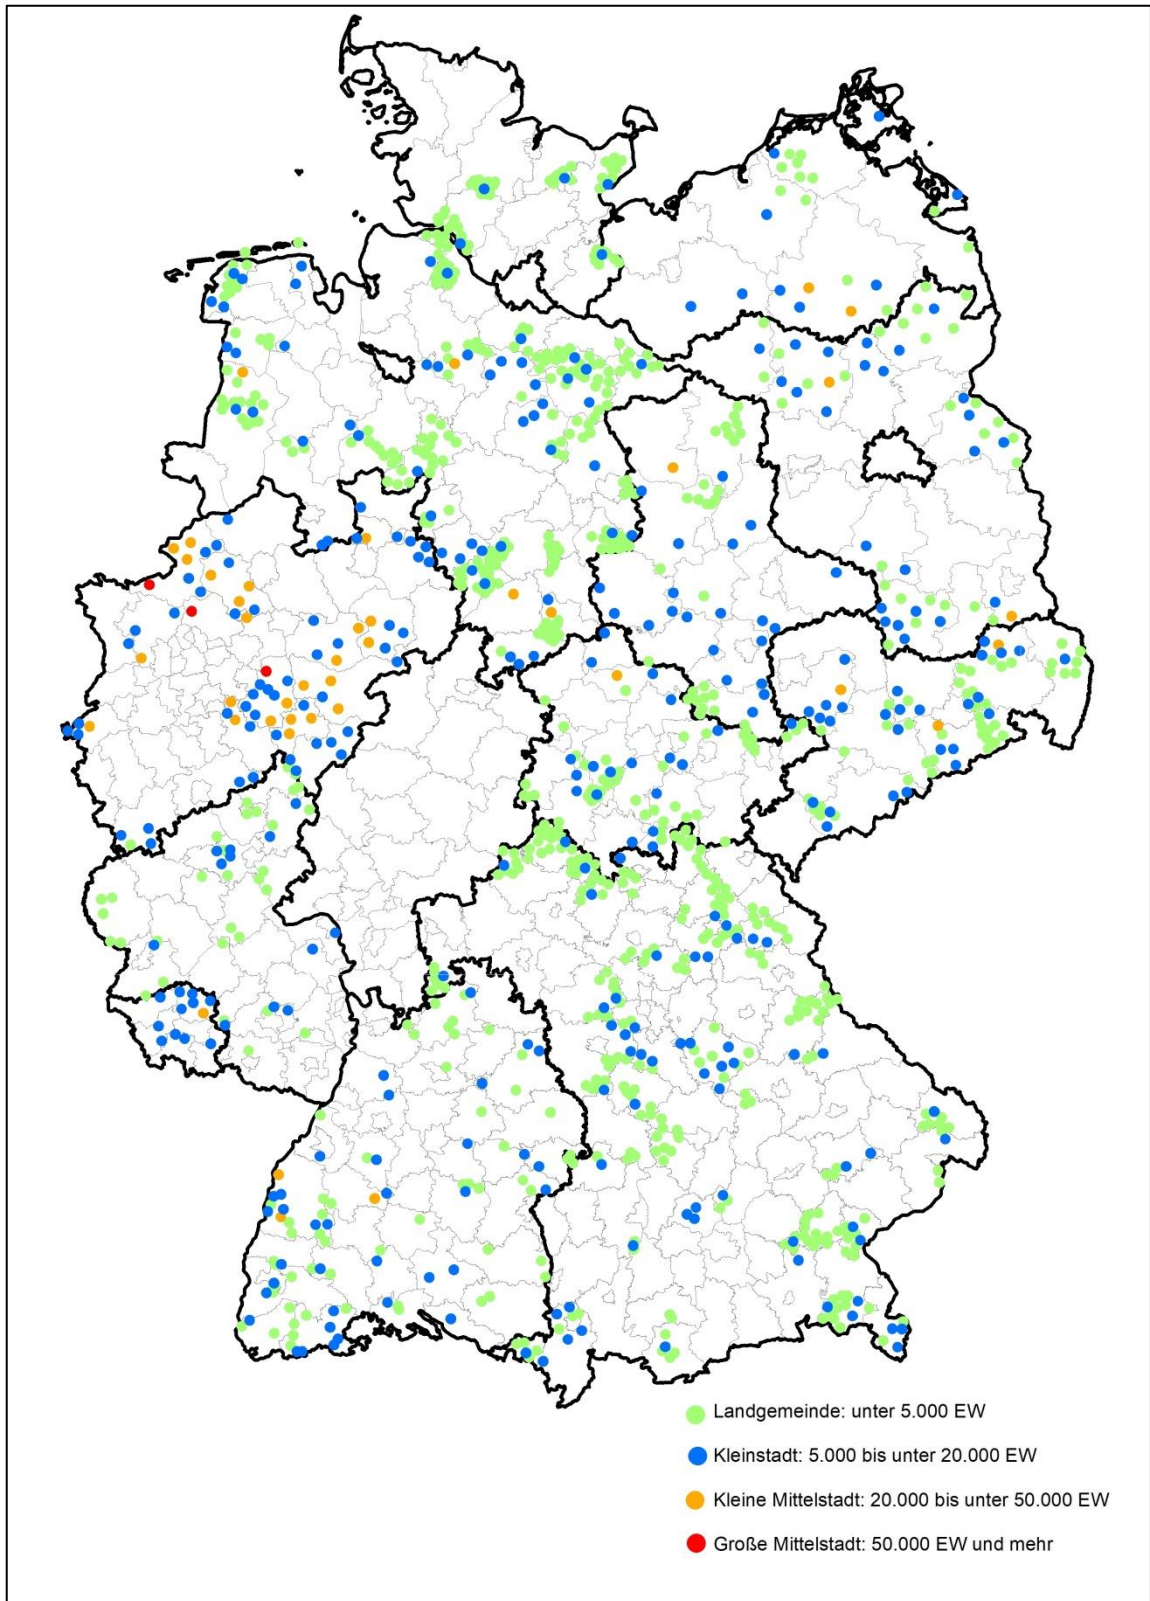 Landgemeinde: unter 5.000 EW
Kleinstadt: 5.000 bis unter 20.000 EW
Kleine Mittelstadt: 20.000 bis unter 50.000 EW
Große Mittelstadt: 50.000 EW und mehr